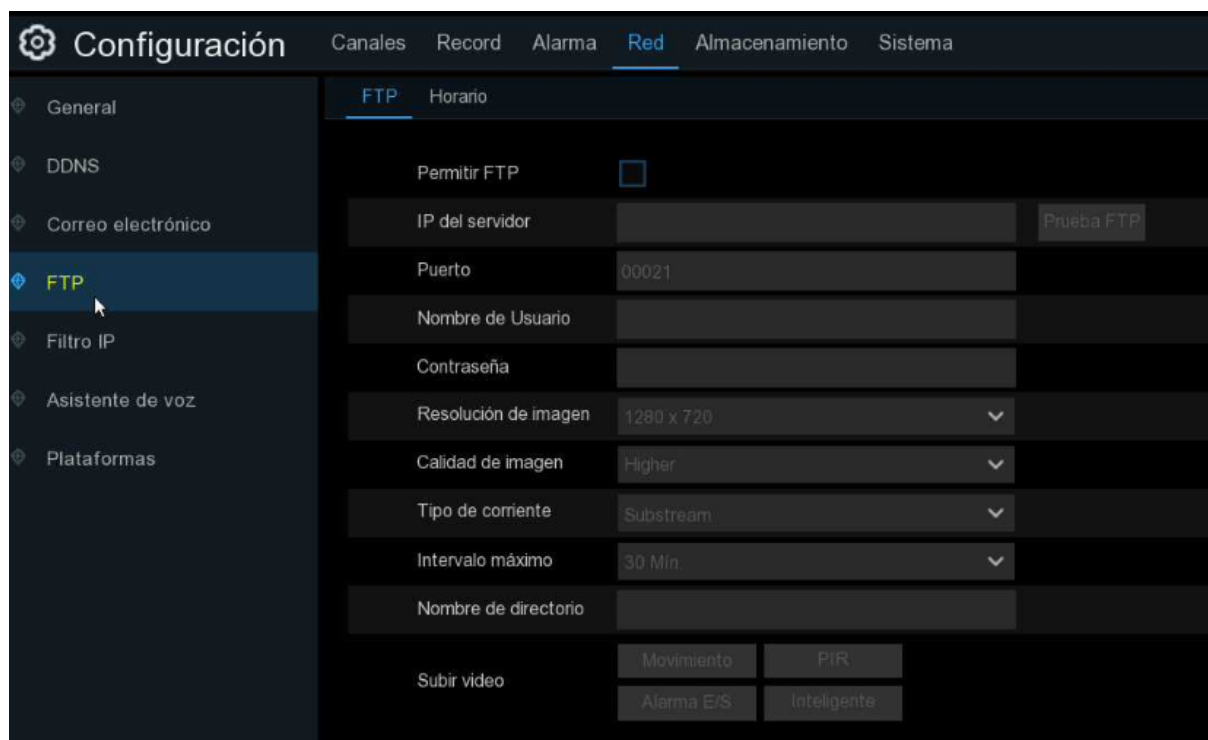 Configuración
Canales Record Alarma Red Almacenamiento Sistema
FTP Horario
General
DDNS
Correo electrónico
FTP
Filtro IP
Asistente de voz
Plataformas
Permitir FTP
IP del servidor Prueba FTP
Puerto 00021
Nombre de Usuario
Contraseña
Resolución de imagen 1280 x 720
Calidad de imagen Higher
Tipo de corriente Substream
Intervalo máximo 30 Mín.
Nombre de directorio
Subir video
Movimiento PIR
Alarma E/S Inteligente